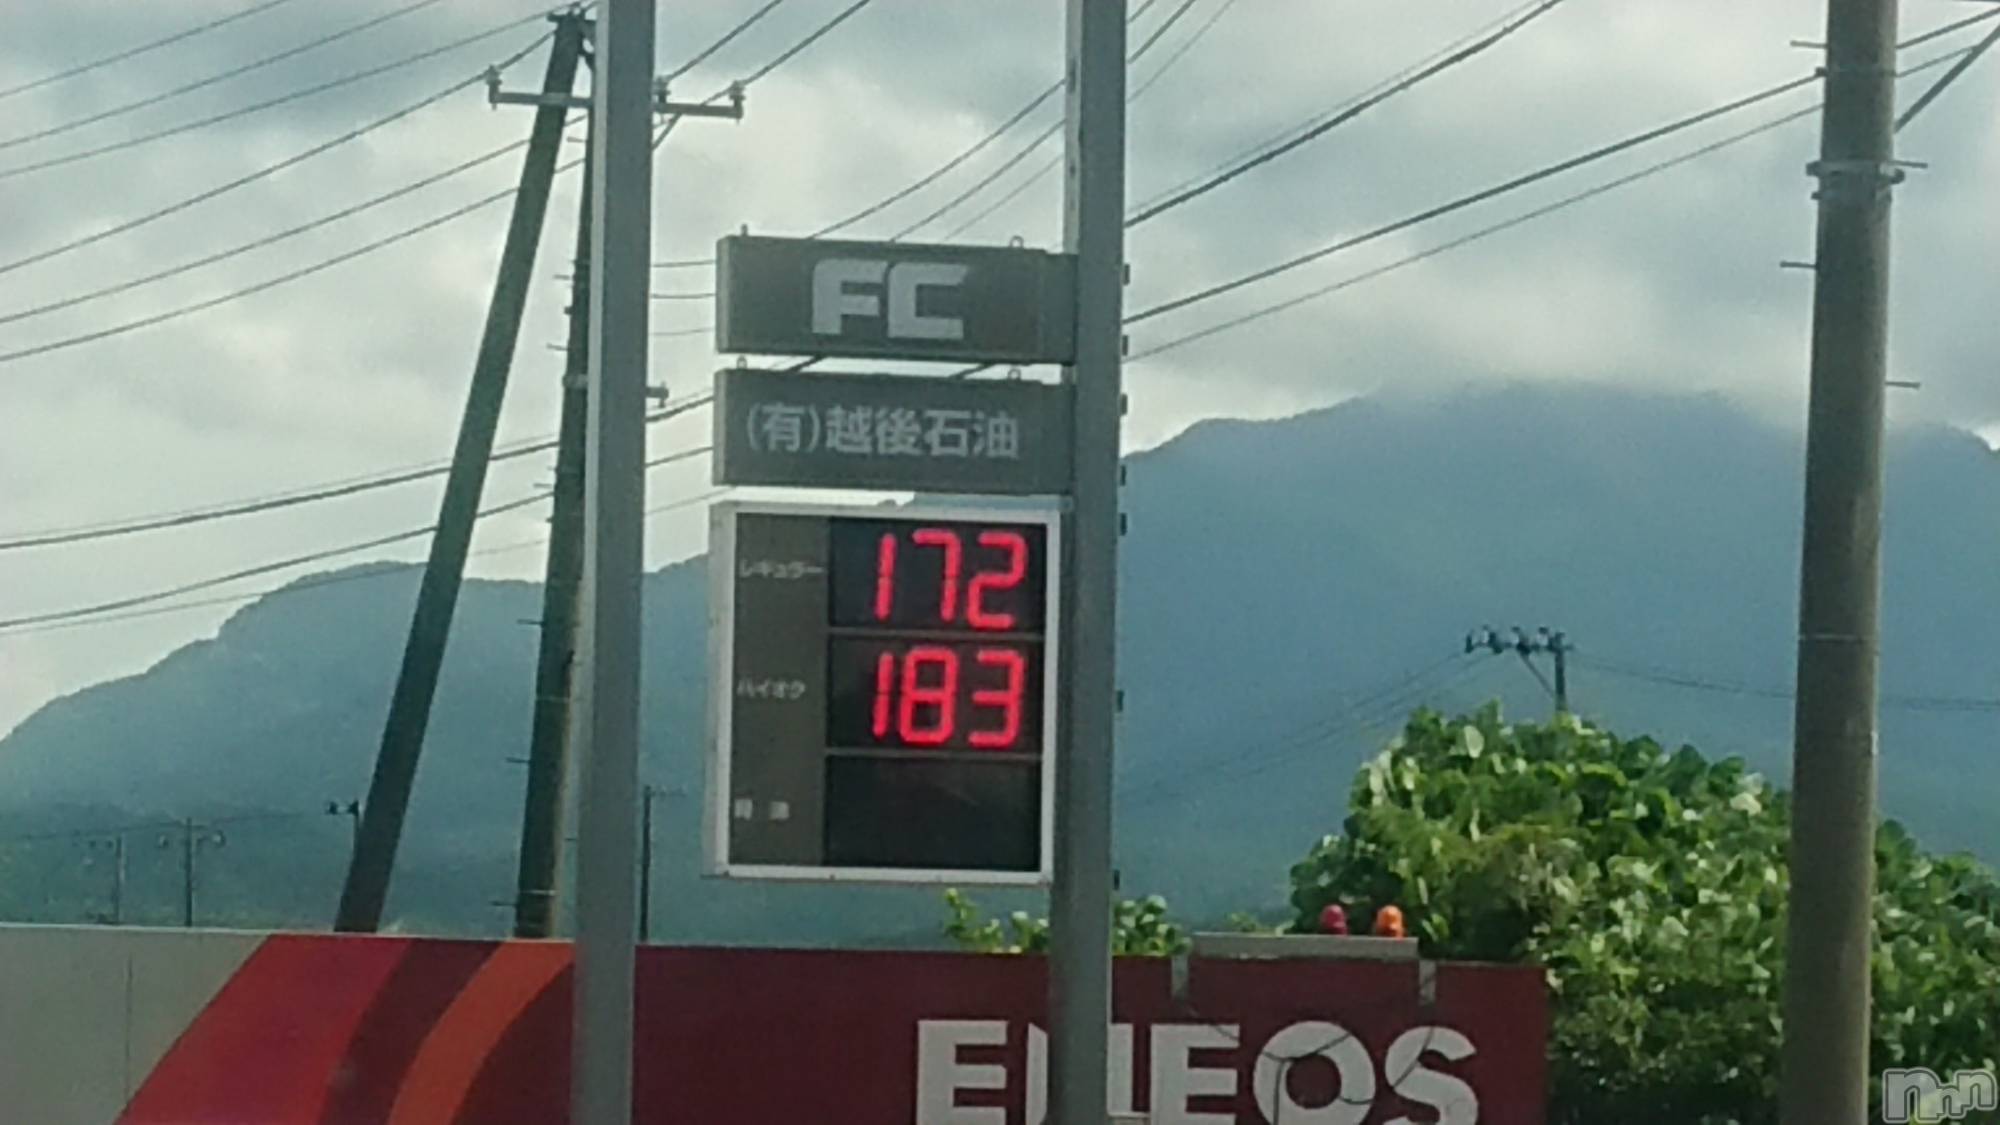 FC
(有)越後石油
レギュラー 172
ハイオク 183
軽油
ENEOS